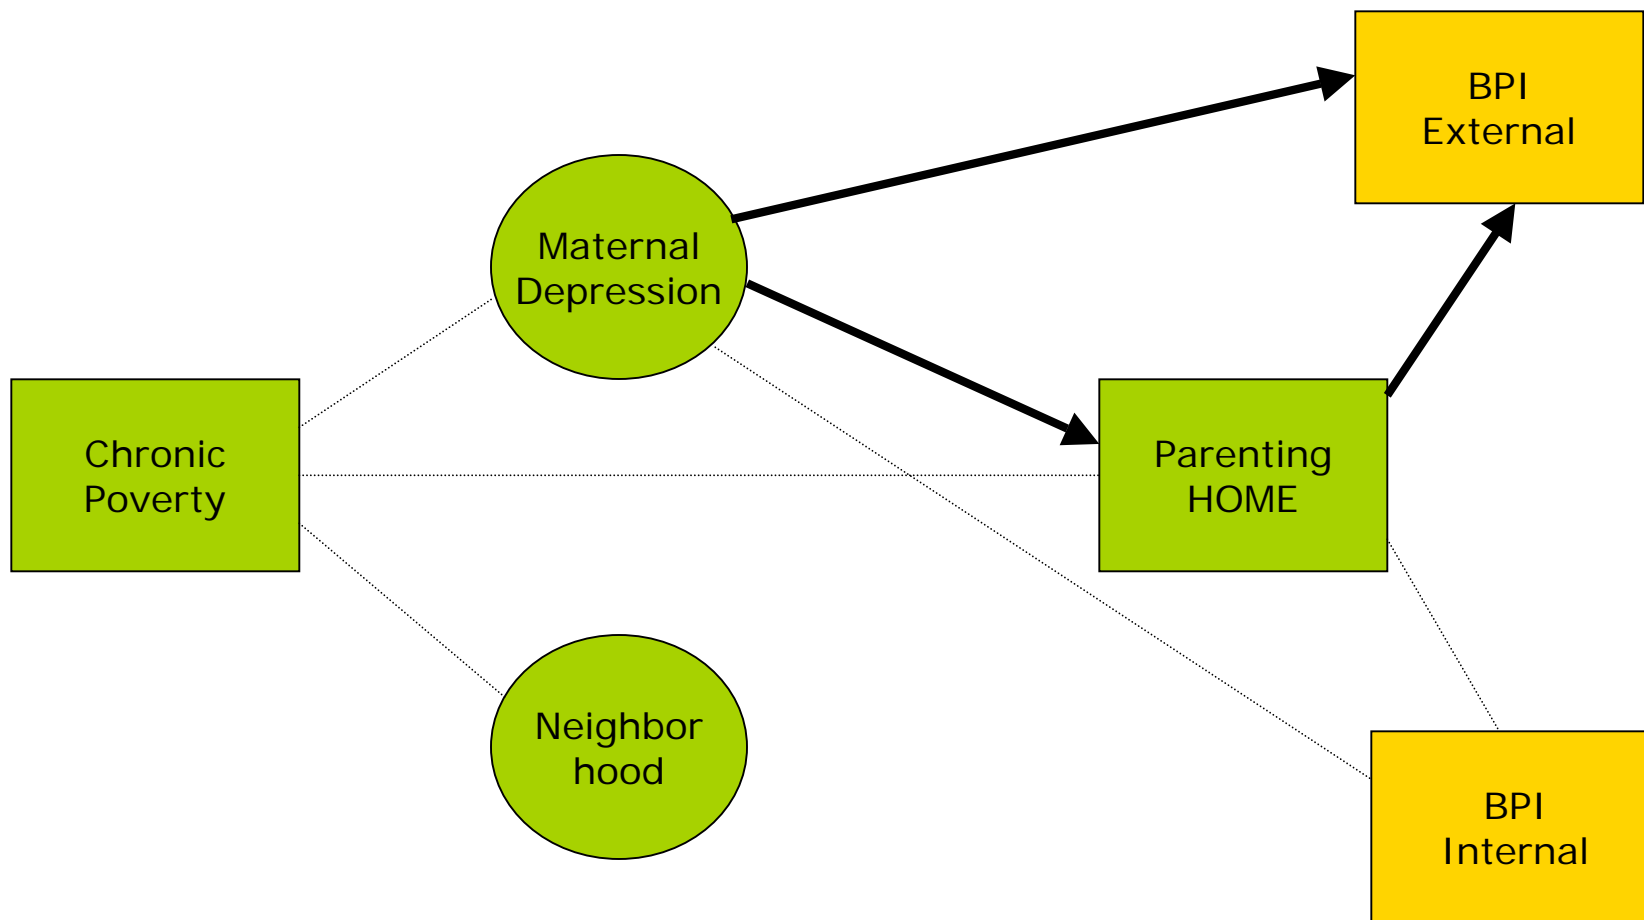 BPI
External
Maternal
Depression
Chronic
Poverty
Parenting
HOME
Neighbor
hood
BPI
Internal